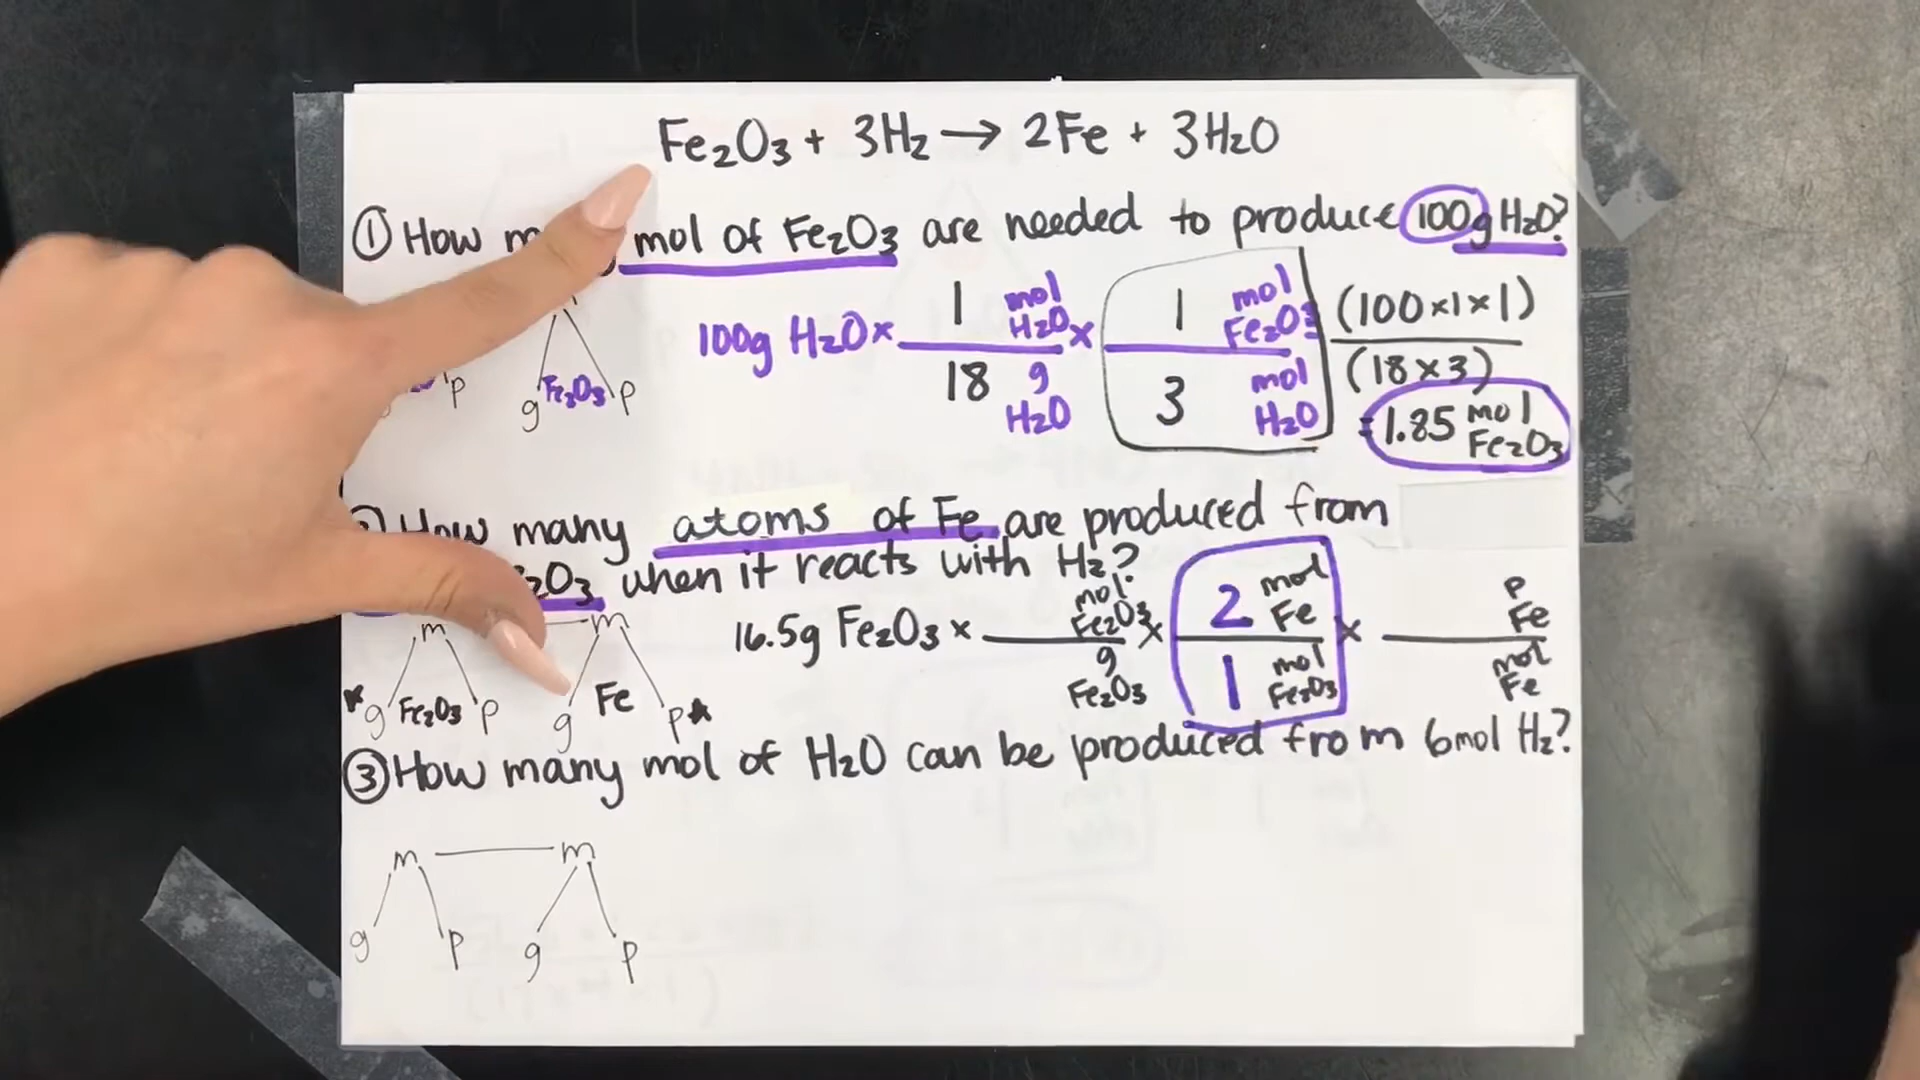 Fe₂O₃ + 3H₂ → 2Fe + 3H₂O
① How mol of Fe₂O₃ are needed to produce 100g H₂O?
100g H₂O × 1 mol H₂O / 18 g H₂O × 1 mol Fe₂O₃ / 3 mol H₂O
(100×1×1) / (18×3)
= 1.85 mol Fe₂O₃
p g Fe₂O₃ p
How many atoms of Fe are produced from
O₃ when it reacts with H₂?
16.5g Fe₂O₃ × mol Fe₂O₃ / g Fe₂O₃ × 2 mol Fe / 1 mol Fe₂O₃ × p Fe / mol Fe
m m
*g Fe₂O₃ p g Fe p*
③ How many mol of H₂O can be produced from 6mol H₂?
m m
g p g p